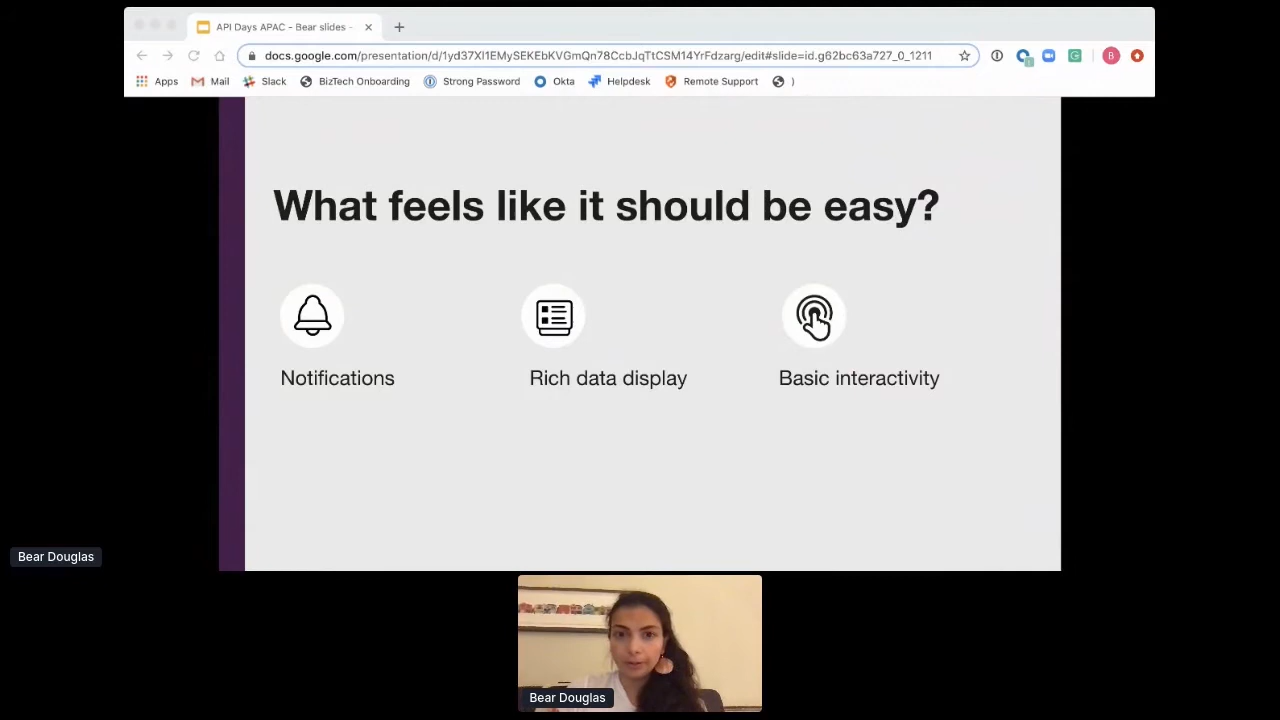 API Days APAC - Bear slides -
docs.google.com/presentation/d/1yd37Xl1EMySEKEbKVGmQn78CcbJqTtCSM14YrFdzarg/edit#slide=id.g62bc63a727_0_1211
B
Apps Mail Slack BizTech Onboarding Strong Password Okta Helpdesk Remote Support )
What feels like it should be easy?
Notifications Rich data display Basic interactivity
Bear Douglas
Bear Douglas